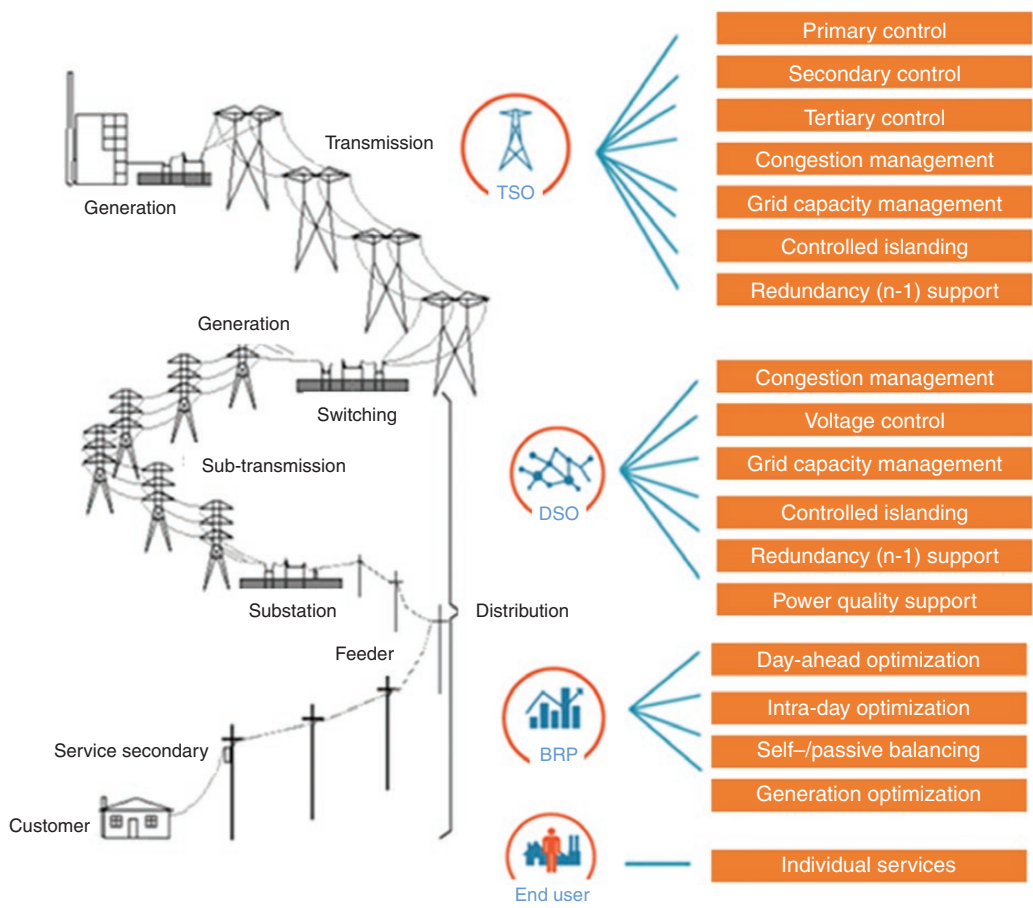 Generation
Transmission
Generation
Switching
Sub-transmission
Substation
Distribution
Feeder
Service secondary
Customer
TSO
Primary control
Secondary control
Tertiary control
Congestion management
Grid capacity management
Controlled islanding
Redundancy (n-1) support
DSO
Congestion management
Voltage control
Grid capacity management
Controlled islanding
Redundancy (n-1) support
Power quality support
BRP
Day-ahead optimization
Intra-day optimization
Self–/passive balancing
Generation optimization
End user
Individual services